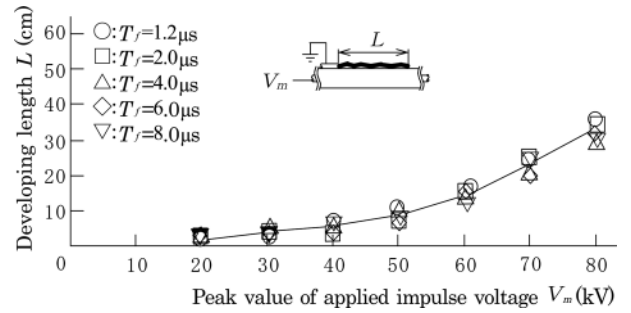 Developing length L (cm)
60
50
40
30
20
10
○:Tf=1.2μs
□:Tf=2.0μs
△:Tf=4.0μs
◇:Tf=6.0μs
▽:Tf=8.0μs
L
Vm
0 10 20 30 40 50 60 70 80
Peak value of applied impulse voltage Vm(kV)